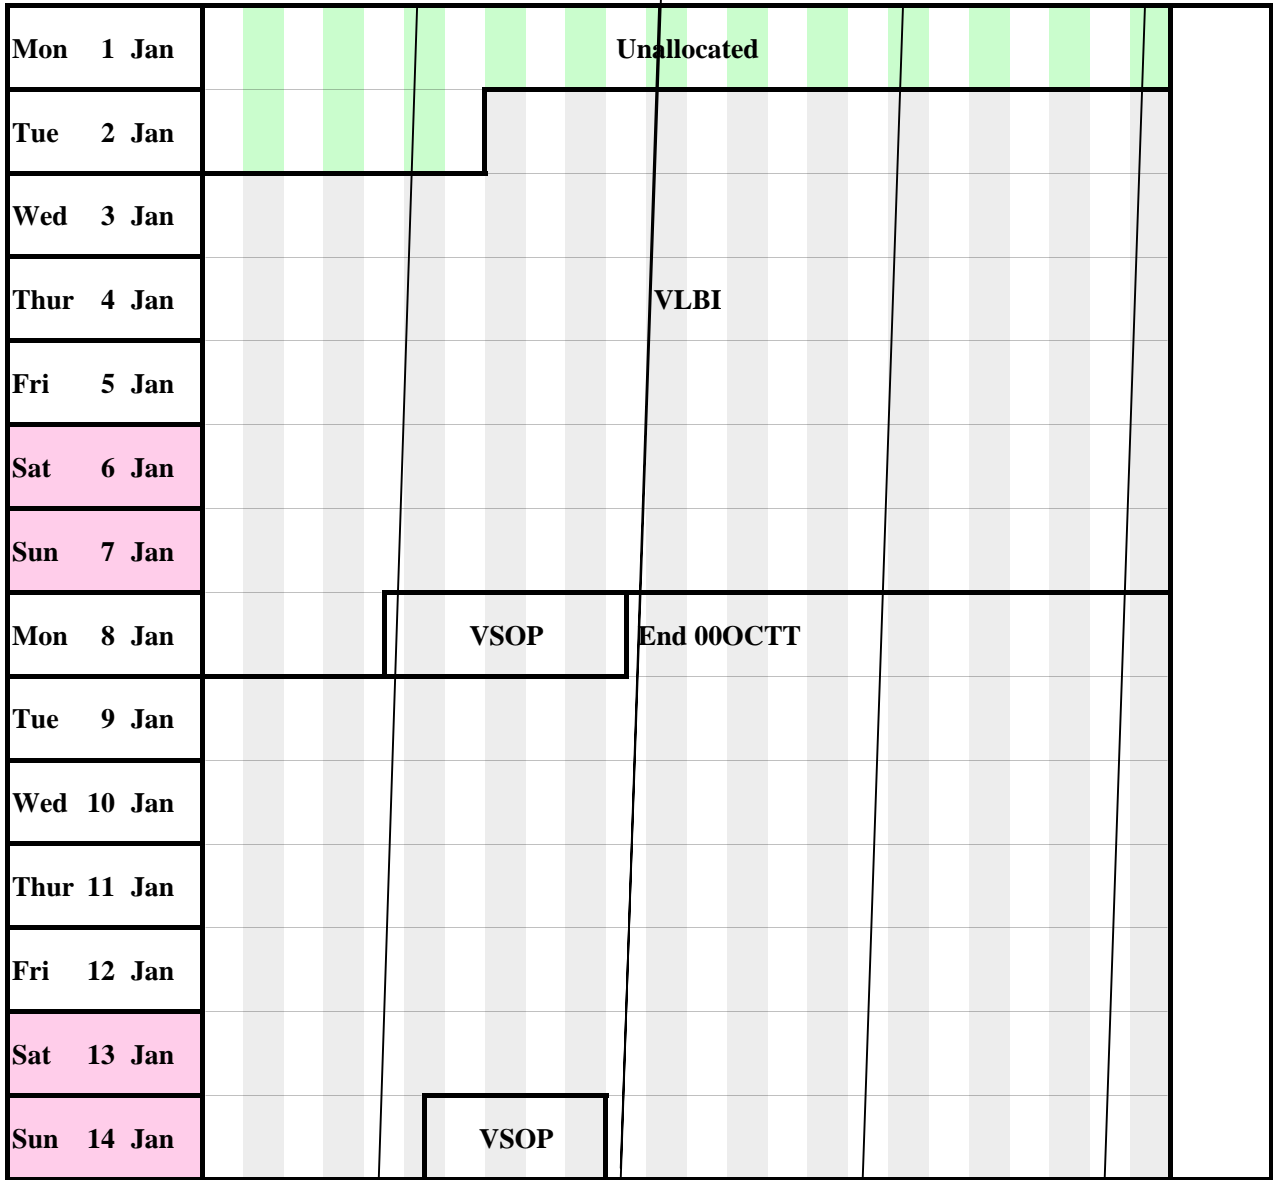 Mon 1 Jan Unallocated
Tue 2 Jan
Wed 3 Jan
Thur 4 Jan VLBI
Fri 5 Jan
Sat 6 Jan
Sun 7 Jan
Mon 8 Jan VSOP End 00OCTT
Tue 9 Jan
Wed 10 Jan
Thur 11 Jan
Fri 12 Jan
Sat 13 Jan
Sun 14 Jan VSOP